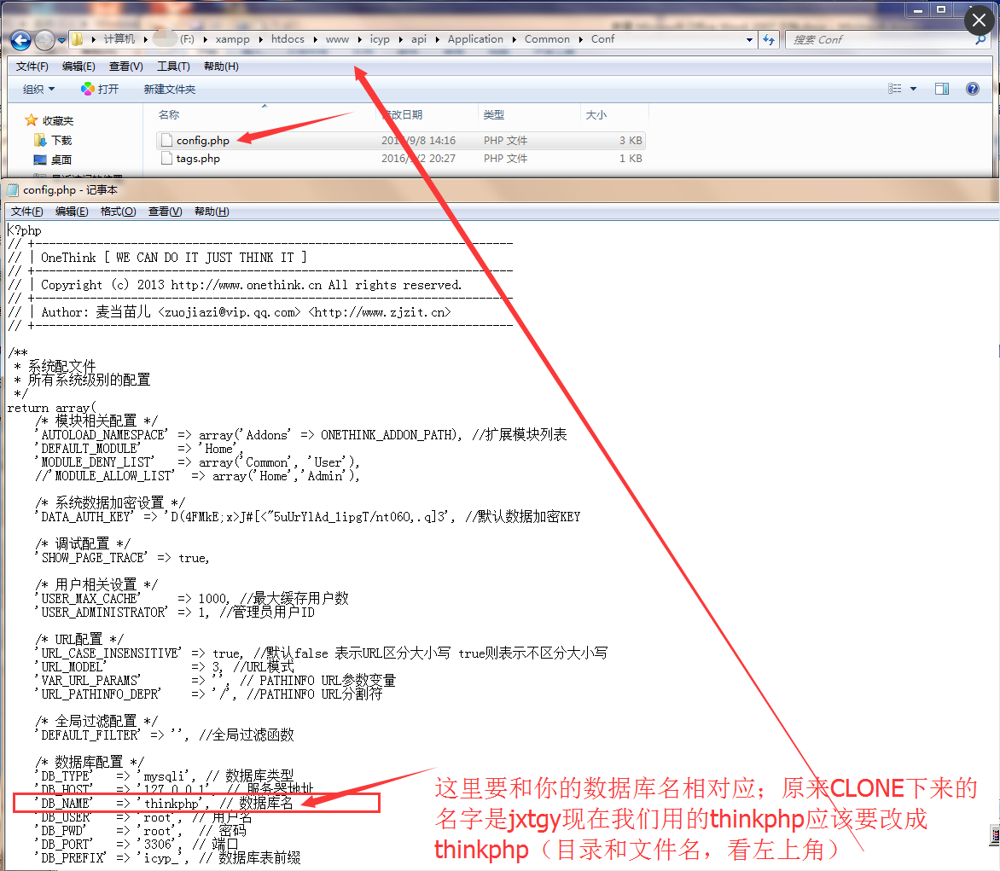 计算机 (F:) xampp htdocs www icyp api Application Common Conf 搜索 Conf
文件(F) 编辑(E) 查看(V) 工具(T) 帮助(H)
组织 打开 新建文件夹
收藏夹
下载
桌面
名称 修改日期 类型 大小
config.php 14:16 PHP 文件 3 KB
tags.php 20:27 PHP 文件 1 KB
config.php - 记事本
文件(F) 编辑(E) 格式(O) 查看(V) 帮助(H)
<?php
// +----------------------------------------------------------------------
// | OneThink [ WE CAN DO IT JUST THINK IT ]
// +----------------------------------------------------------------------
// | Copyright (c) 2013 http://www.onethink.cn All rights reserved.
// +----------------------------------------------------------------------
// | Author: 麦当苗儿 <zuojiazi@vip.qq.com> <http://www.zjzit.cn>
// +----------------------------------------------------------------------
/**
* 系统配文件
* 所有系统级别的配置
*/
return array(
/* 模块相关配置 */
'AUTOLOAD_NAMESPACE' => array('Addons' => ONETHINK_ADDON_PATH), //扩展模块列表
'DEFAULT_MODULE' => 'Home',
'MODULE_DENY_LIST' => array('Common', 'User'),
//'MODULE_ALLOW_LIST' => array('Home','Admin'),
/* 系统数据加密设置 */
'DATA_AUTH_KEY' => 'D(4FMkE;x>J#[<"5uUrYlAd_1ipgT/nt06O,.q]3', //默认数据加密KEY
/* 调试配置 */
'SHOW_PAGE_TRACE' => true,
/* 用户相关设置 */
'USER_MAX_CACHE' => 1000, //最大缓存用户数
'USER_ADMINISTRATOR' => 1, //管理员用户ID
/* URL配置 */
'URL_CASE_INSENSITIVE' => true, //默认false 表示URL区分大小写 true则表示不区分大小写
'URL_MODEL' => 3, //URL模式
'VAR_URL_PARAMS' => '', // PATHINFO URL参数变量
'URL_PATHINFO_DEPR' => '/', //PATHINFO URL分割符
/* 全局过滤配置 */
'DEFAULT_FILTER' => '', //全局过滤函数
/* 数据库配置 */
'DB_TYPE' => 'mysqli', // 数据库类型
'DB_HOST' => '127.0.0.1', // 服务器地址
'DB_NAME' => 'thinkphp', // 数据库名
'DB_USER' => 'root', // 用户名
'DB_PWD' => 'root', // 密码
'DB_PORT' => '3306', // 端口
'DB_PREFIX' => 'icyp_', // 数据库表前缀
这里要和你的数据库名相对应；原来CLONE下来的
名字是jxtgy现在我们用的thinkphp应该要改成
thinkphp（目录和文件名，看左上角）